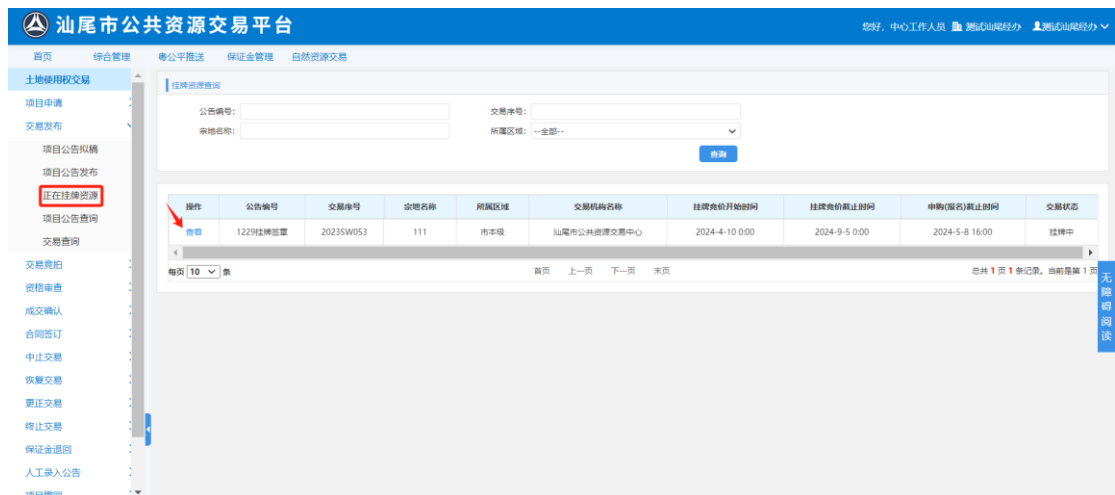 汕尾市公共资源交易平台
您好，中心工作人员 测试汕尾经办 测试汕尾经办
首页 综合管理 粤公平推送 保证金管理 自然资源交易
土地使用权交易
项目申请
交易发布
项目公告拟稿
项目公告发布
正在挂牌资源
项目公告查询
交易查询
交易竞拍
资格审查
成交确认
合同签订
中止交易
恢复交易
更正交易
终止交易
保证金退回
人工录入公告
挂牌资源查询
公告编号: 交易序号:
宗地名称: 所属区域: --全部--
查询
操作 公告编号 交易序号 宗地名称 所属区域 交易机构名称 挂牌竞价开始时间 挂牌竞价截止时间 申购(报名)截止时间 交易状态
查看 1229挂牌签章 2023SW053 111 市本级 汕尾市公共资源交易中心 2024-4-10 0:00 2024-9-5 0:00 2024-5-8 16:00 挂牌中
每页 10 条 首页 上一页 下一页 末页 总共 1 页 1 条记录。当前是第 1 页
无障碍阅读